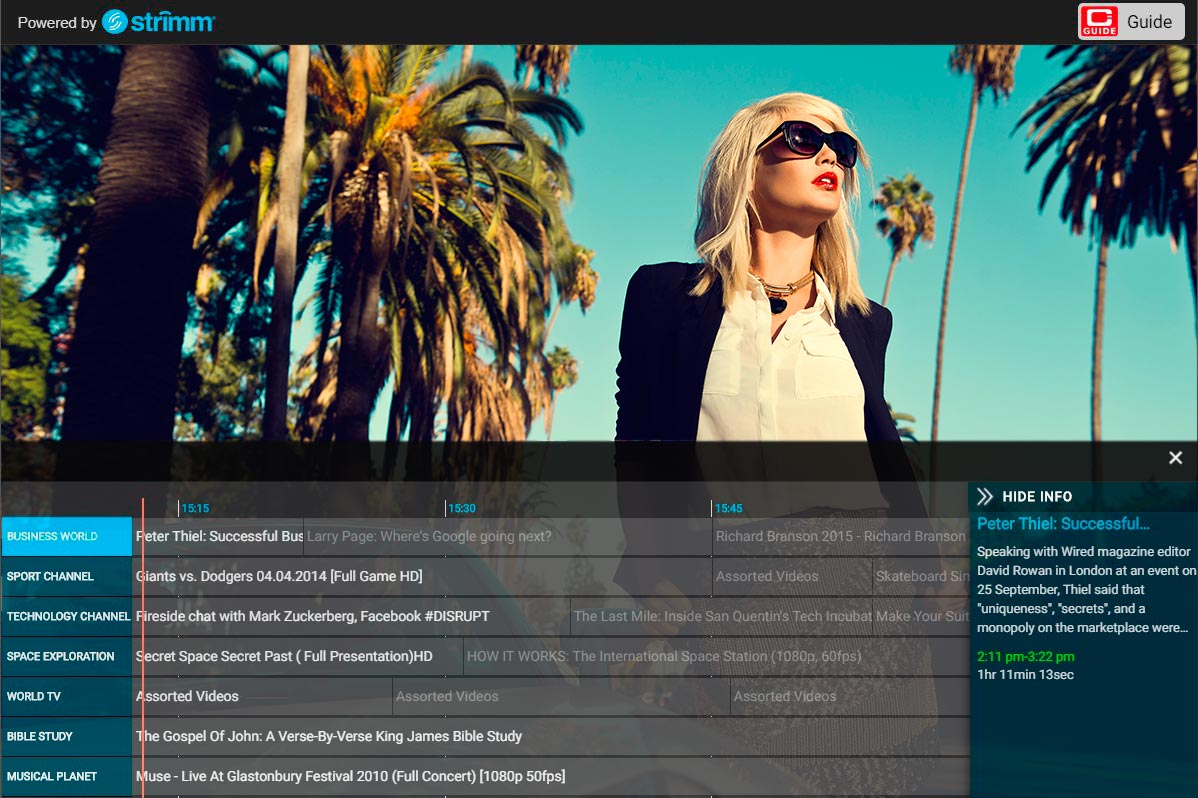 Powered by strimm
GUIDE Guide
15:15 15:30 15:45
HIDE INFO
BUSINESS WORLD Peter Thiel: Successful Bus Larry Page: Where's Google going next? Richard Branson 2015 - Richard Branson
SPORT CHANNEL Giants vs. Dodgers 04.04.2014 [Full Game HD] Assorted Videos Skateboard Sin
TECHNOLOGY CHANNEL Fireside chat with Mark Zuckerberg, Facebook #DISRUPT The Last Mile: Inside San Quentin's Tech Incubat Make Your Suit
SPACE EXPLORATION Secret Space Secret Past ( Full Presentation)HD HOW IT WORKS: The International Space Station (1080p, 60fps)
WORLD TV Assorted Videos Assorted Videos Assorted Videos
BIBLE STUDY The Gospel Of John: A Verse-By-Verse King James Bible Study
MUSICAL PLANET Muse - Live At Glastonbury Festival 2010 (Full Concert) [1080p 50fps]
Peter Thiel: Successful...
Speaking with Wired magazine editor
David Rowan in London at an event on
25 September, Thiel said that
"uniqueness", "secrets", and a
monopoly on the marketplace were...
2:11 pm-3:22 pm
1hr 11min 13sec